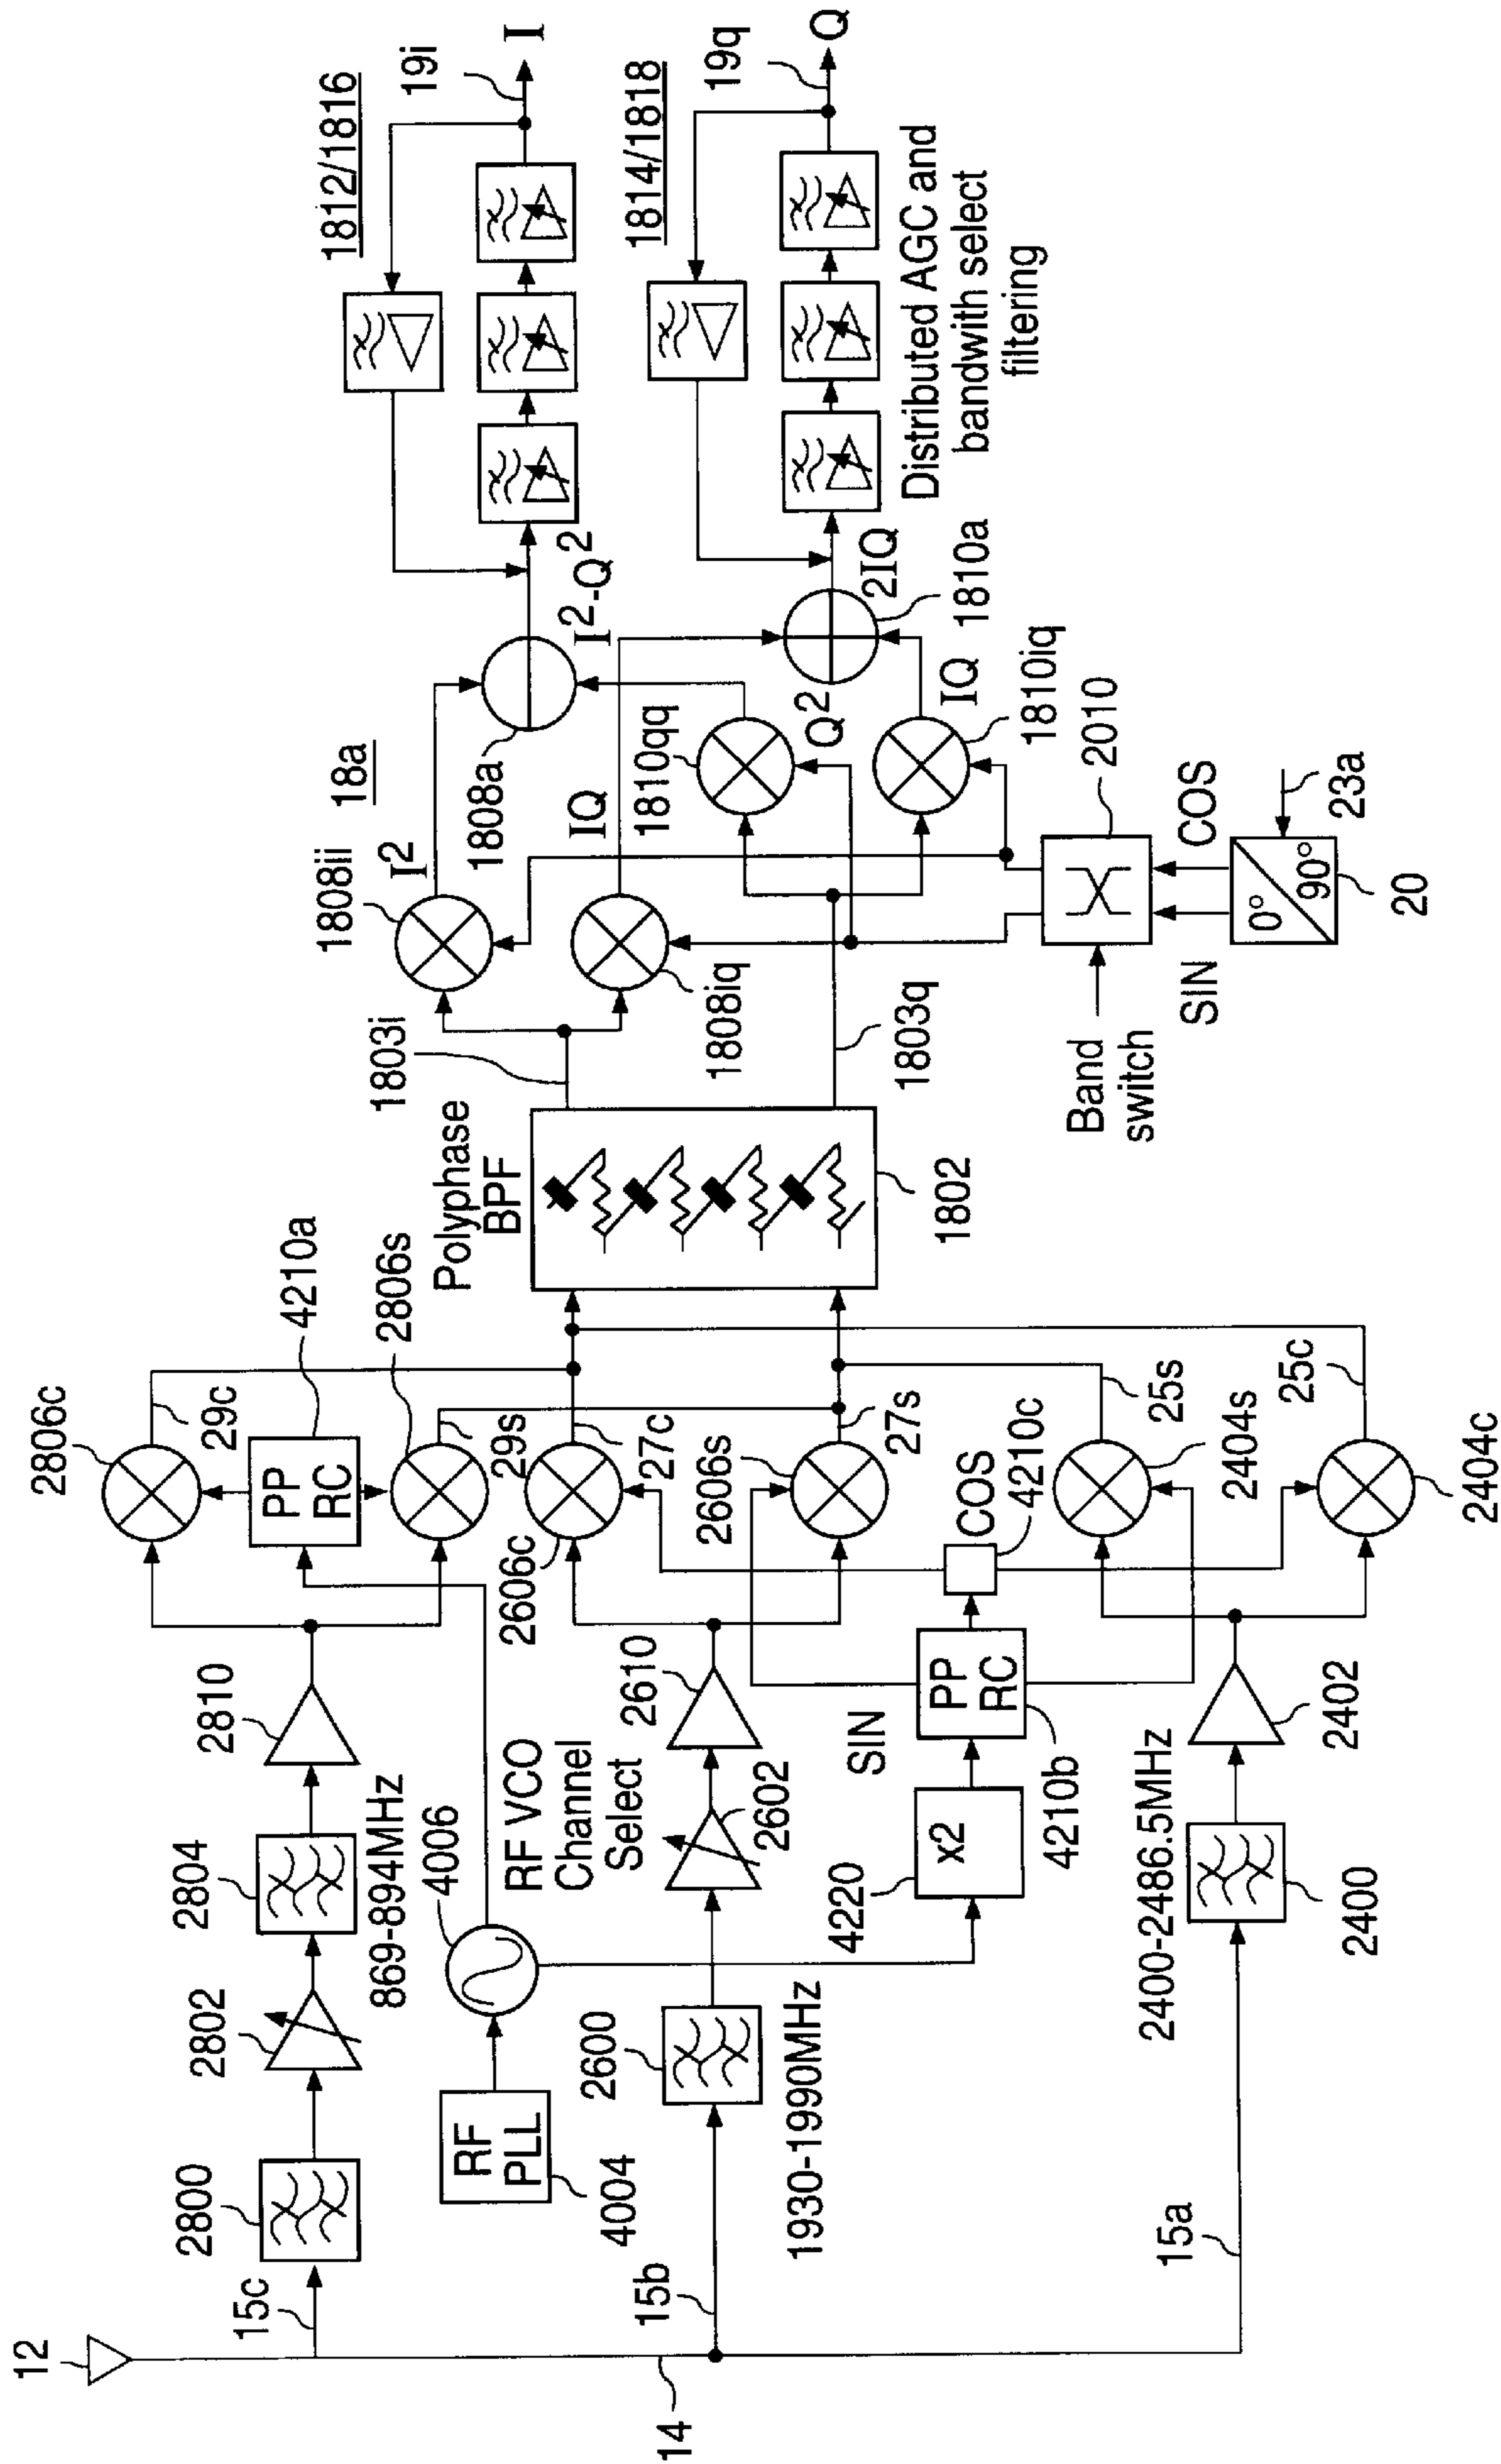 12
15c
2800
2802
2804
869-894MHz
2810
2806c
29c
PP
RC
4210a
2806s
29s
RF
PLL
4004
4006
RF VCO
Channel
Select
14
15b
2600
1930-1990MHz
2602
2610
2606c
27c
2606s
27s
4220
x2
SIN
PP
RC
4210b
COS
4210c
15a
2400
2400-2486.5MHz
2402
2404s
25s
2404c
25c
Polyphase
BPF
1802
1803i
1803q
1808ii
I²
18a
1808iq
IQ
1808a
I²-Q²
1810qq
Q²
1810iq
IQ
1810a
2IQ
Band
switch
2010
SIN
COS
0°
90°
20
23a
1812/1816
19i
I
1814/1818
19q
Q
Distributed AGC and
bandwith select
filtering